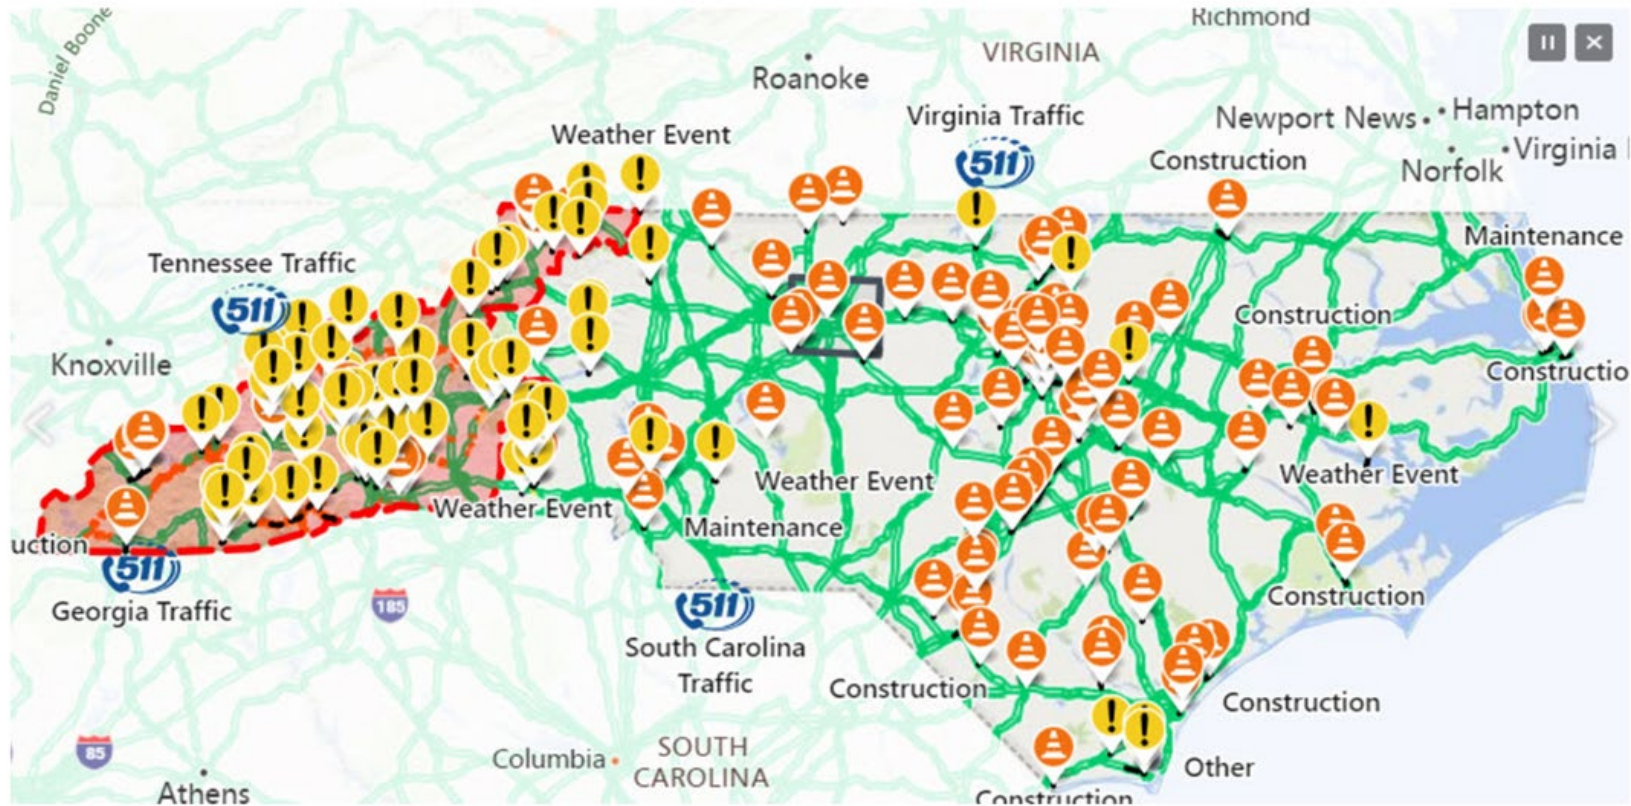 Richmond
Daniel Boone
VIRGINIA
Roanoke
Hampton
Newport News
Virginia Traffic
Weather Event
511
Construction
Virginia
Norfolk
Maintenance
Tennessee Traffic
511
Construction
Knoxville
Constructio
Weather Event
Weather Event
Weather Event
Maintenance
uction
511
Georgia Traffic
185
511
South Carolina
Traffic
Construction
Construction
Construction
85
Columbia
SOUTH
CAROLINA
Other
Athens
Construction